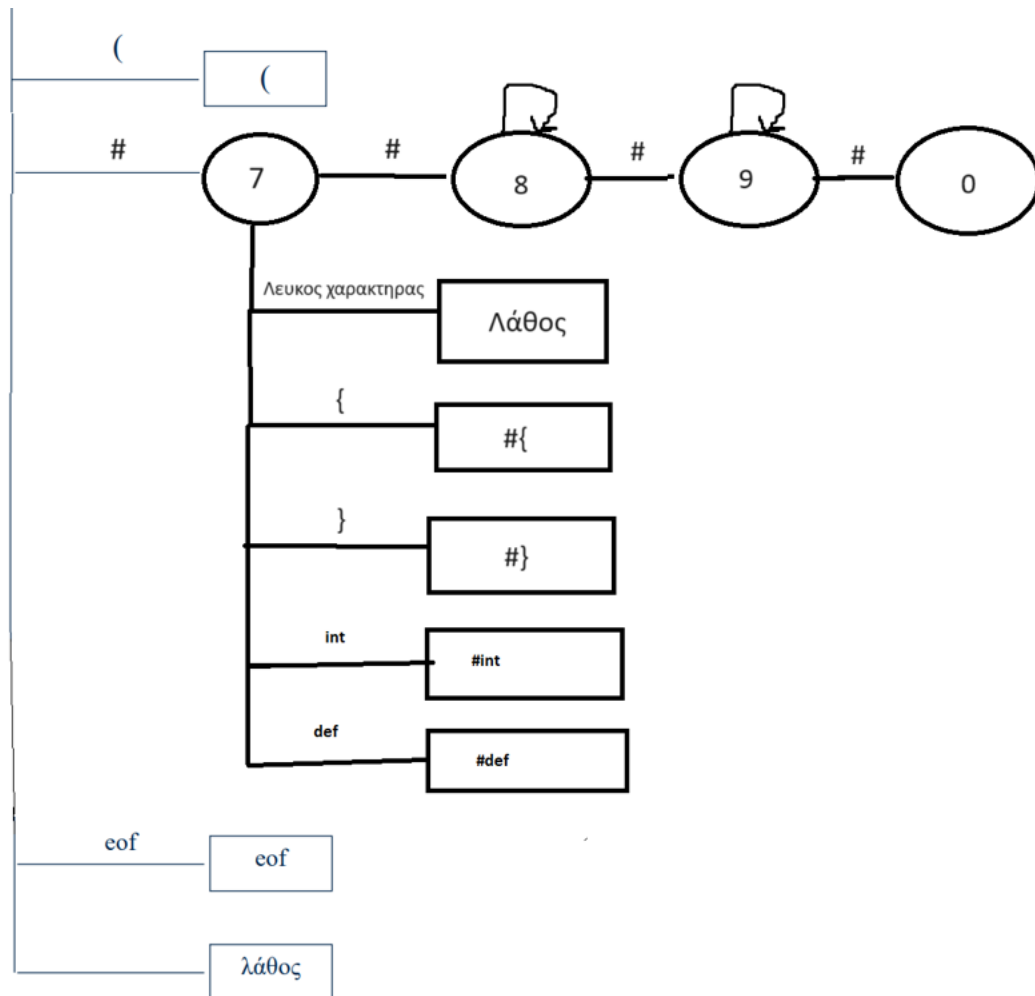 (
(
#
7
#
8
#
9
#
0
Λευκος χαρακτηρας
Λάθος
{
#{
}
#}
int
#int
def
#def
eof
eof
λάθος